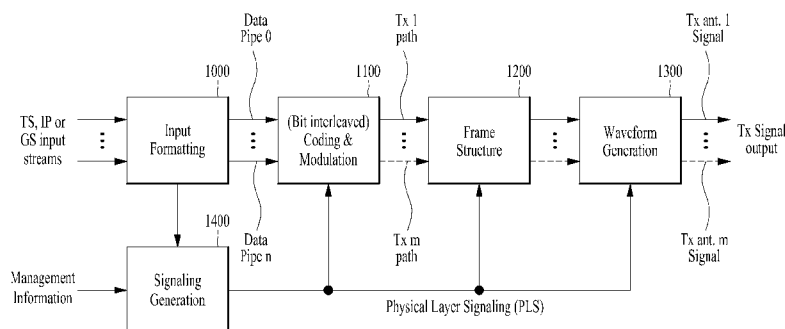 Data
Pipe 0
Tx 1
path
Tx ant. 1
Signal
1000
1100
1200
1300
TS, IP or
GS input
streams
Input
Formatting
(Bit interleaved)
Coding &
Modulation
Frame
Structure
Waveform
Generation
Tx Signal
output
Data
Pipe n
Tx m
path
Tx ant. m
Signal
1400
Management
Information
Signaling
Generation
Physical Layer Signaling (PLS)